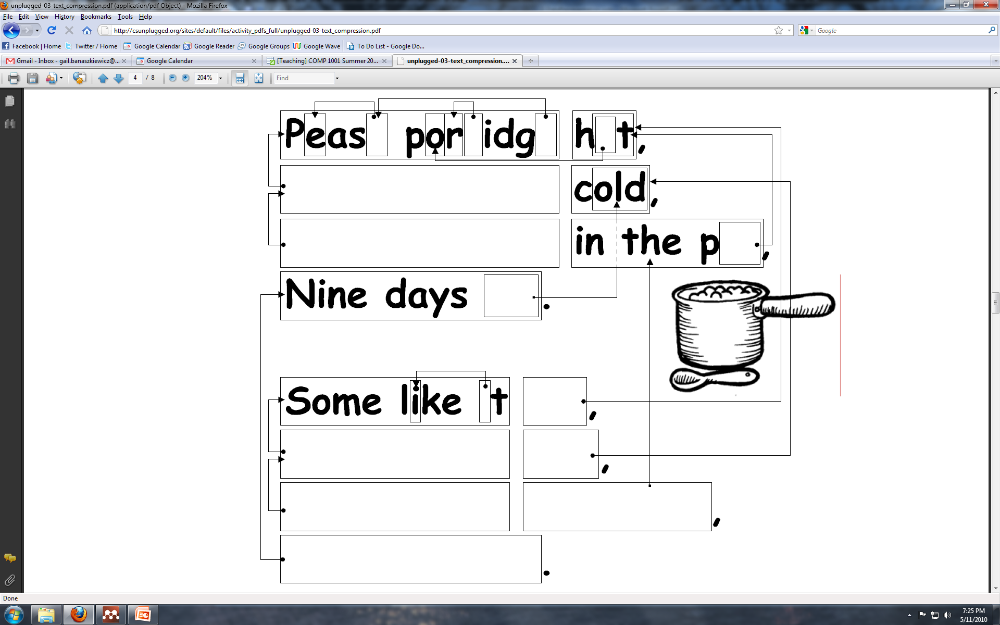 unplugged-03-text_compression.pdf (application/pdf Object) - Mozilla Firefox
File Edit View History Bookmarks Tools Help
http://csunplugged.org/sites/default/files/activity_pdfs_full/unplugged-03-text_compression.pdf
Google
Facebook | Home Twitter / Home Google Calendar Google Reader Google Groups Google Wave To Do List - Google Do...
Gmail - Inbox - gail.banaszkiewicz@... Google Calendar [Teaching] COMP 1001 Summer 20... unplugged-03-text_compression....
4 / 8 204% Find
Peas  por idg  h t,
cold,
in the p ,
Nine days .
Some like  t ,
,
,
.
Done
7:25 PM
5/11/2010